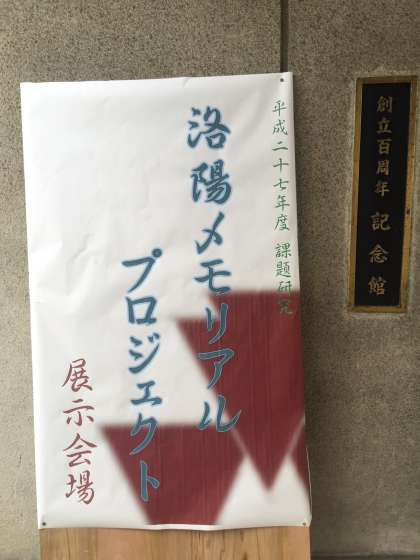 創立百周年 記念館
平成二十七年度 課題研究
洛陽メモリアル
プロジェクト
展示会場